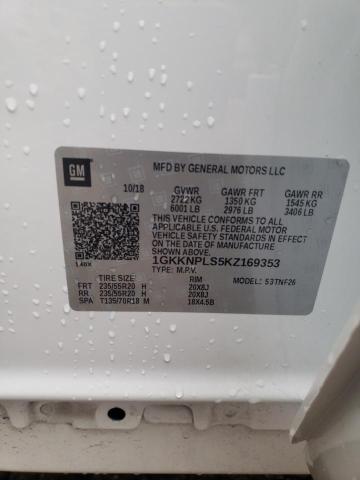 GM
MFD BY GENERAL MOTORS LLC
10/18 GVWR GAWR FRT GAWR RR
2722 KG 1350 KG 1545 KG
6001 LB 2976 LB 3406 LB
THIS VEHICLE CONFORMS TO ALL
APPLICABLE U.S. FEDERAL MOTOR
VEHICLE SAFETY STANDARDS IN EFFECT
ON THE DATE OF MANUFACTURE SHOWN ABOVE.
1GKKNPLS5KZ169353
TYPE: M.P.V. MODEL: 53TNF26
TIRE SIZE RIM
FRT 235/55R20 H 20X8J
RR 235/55R20 H 20X8J
SPA T135/70R18 M 18X4.5B